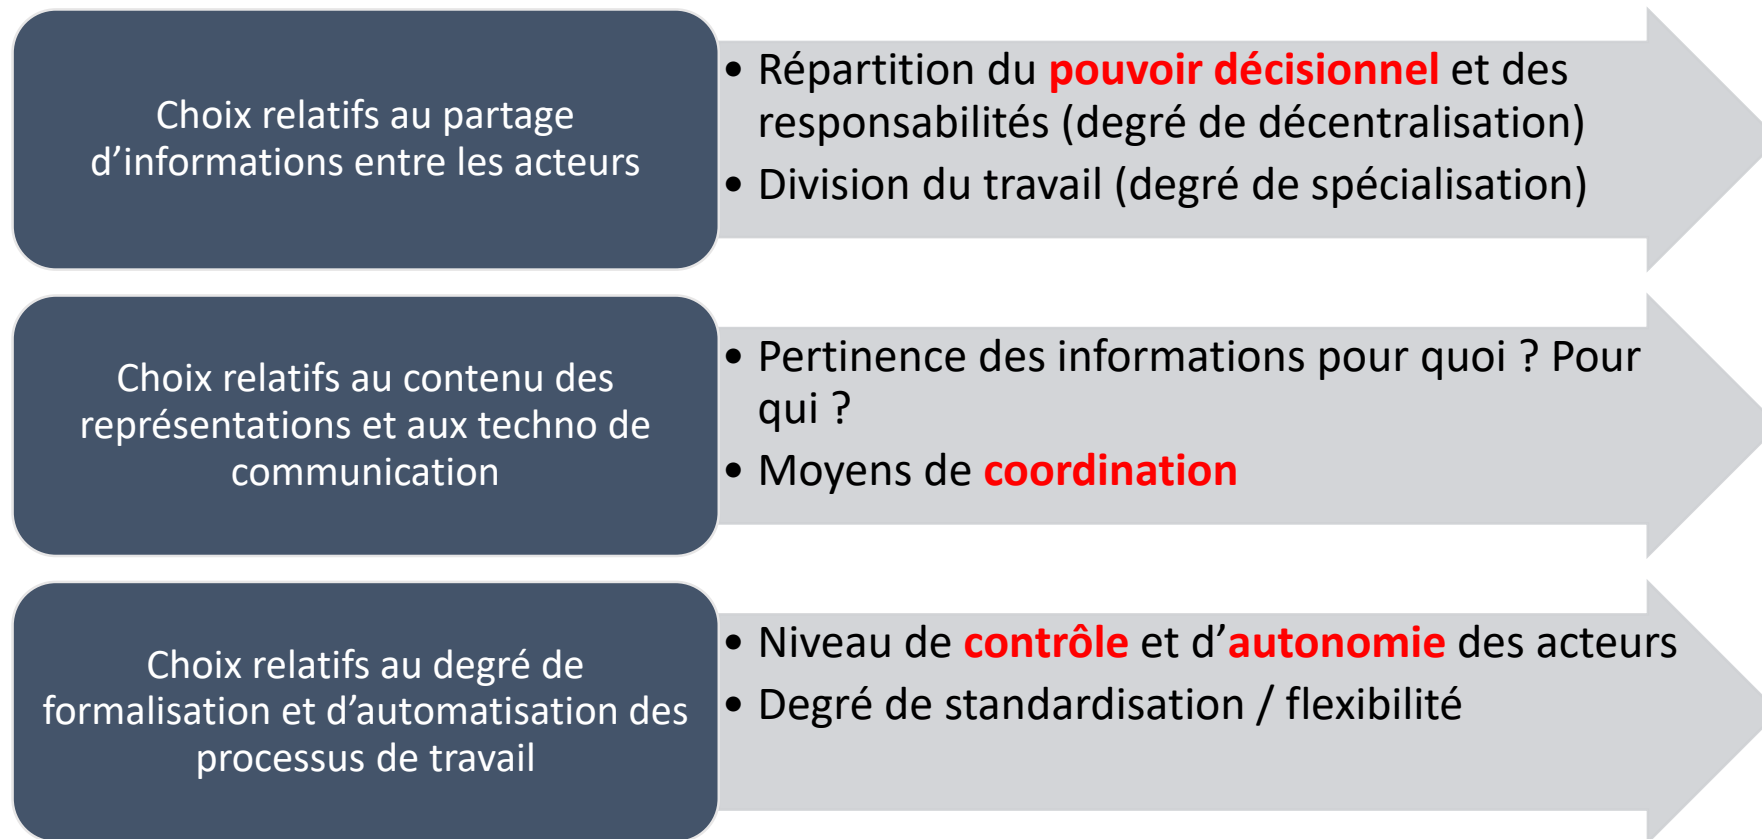 Choix relatifs au partage
d’informations entre les acteurs
• Répartition du pouvoir décisionnel et des
responsabilités (degré de décentralisation)
• Division du travail (degré de spécialisation)
Choix relatifs au contenu des
représentations et aux techno de
communication
• Pertinence des informations pour quoi ? Pour
qui ?
• Moyens de coordination
Choix relatifs au degré de
formalisation et d’automatisation des
processus de travail
• Niveau de contrôle et d’autonomie des acteurs
• Degré de standardisation / flexibilité